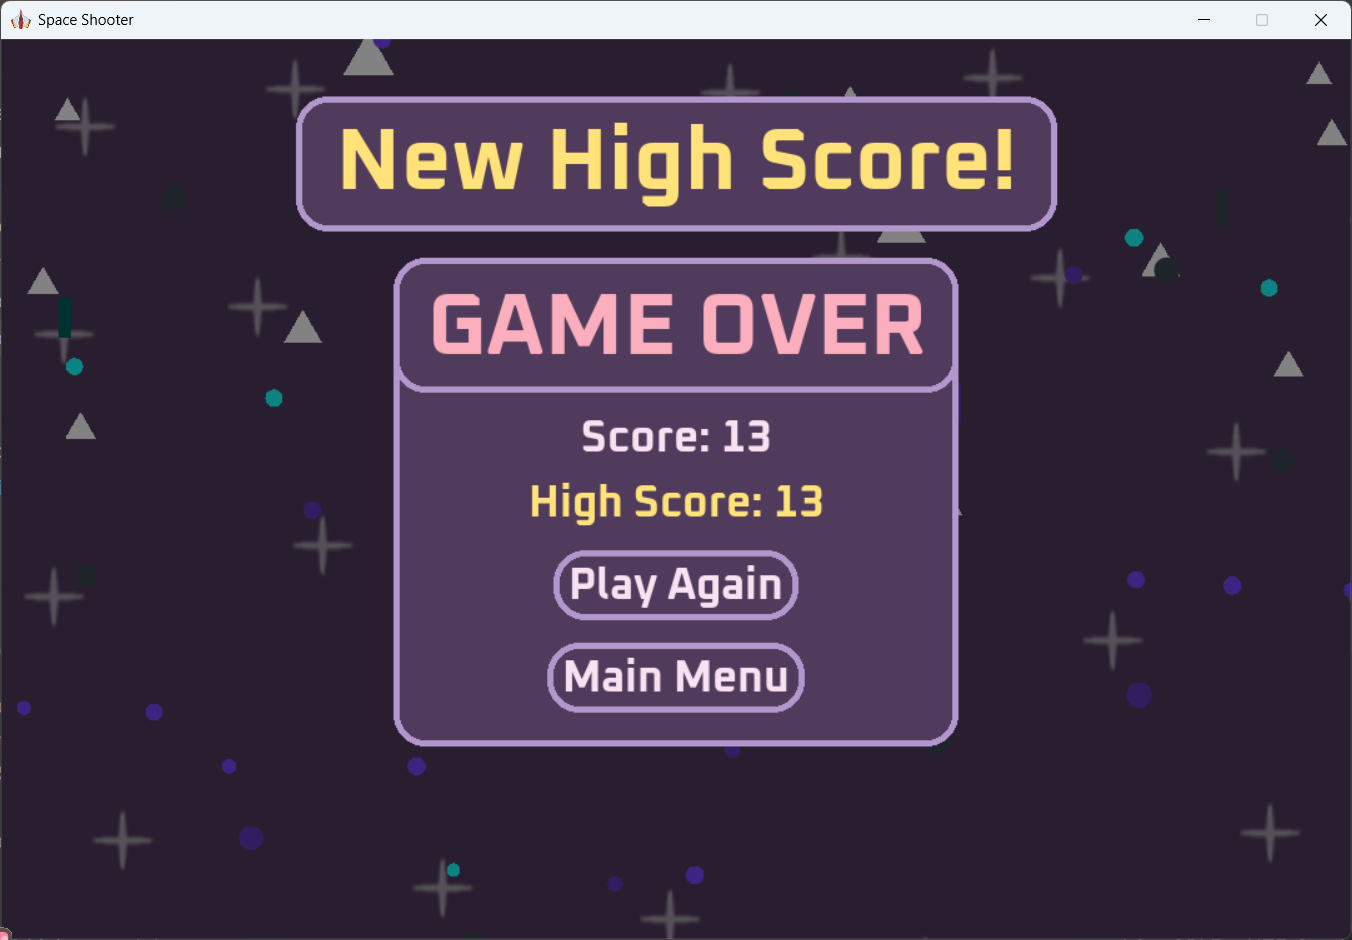 Space Shooter
New High Score!
GAME OVER
Score: 13
High Score: 13
Play Again
Main Menu